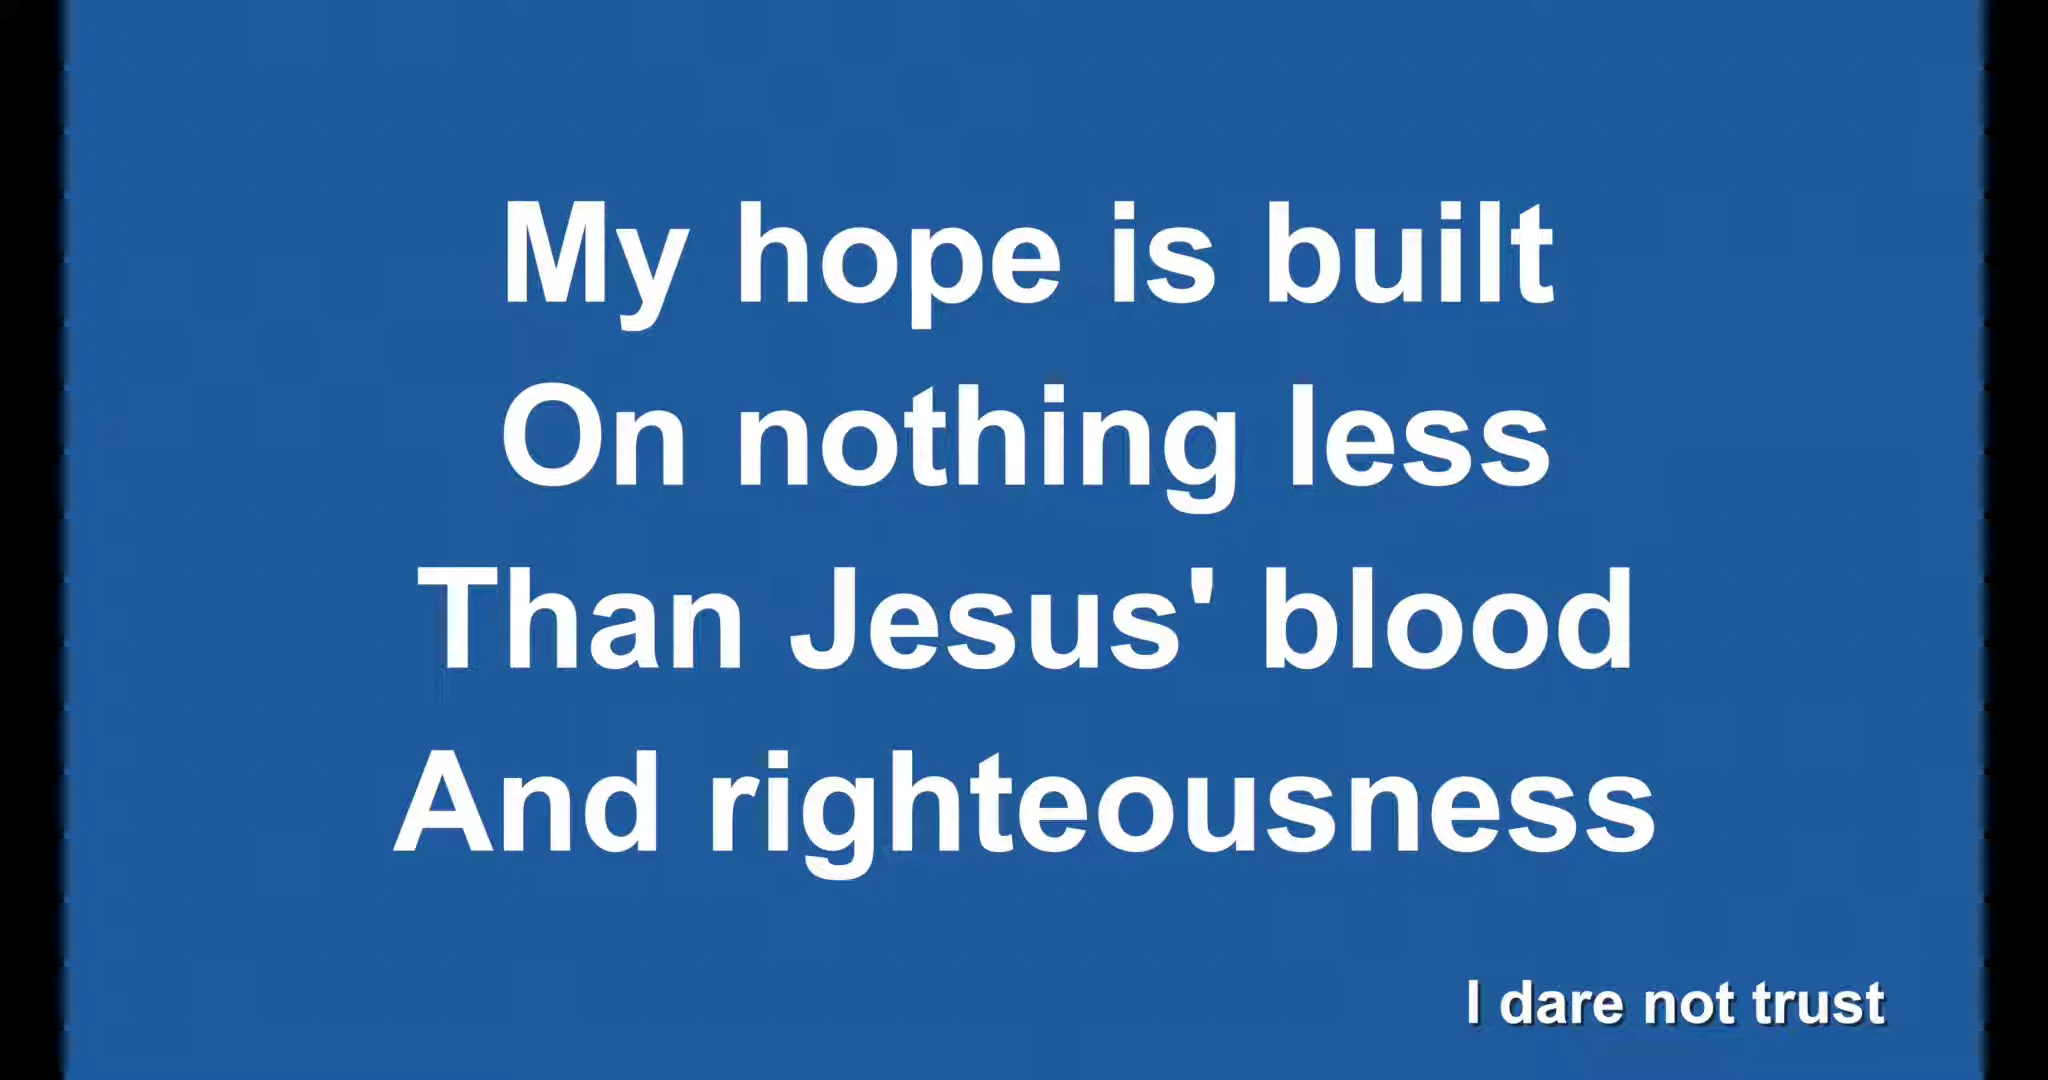 My hope is built
On nothing less
Than Jesus' blood
And righteousness
I dare not trust